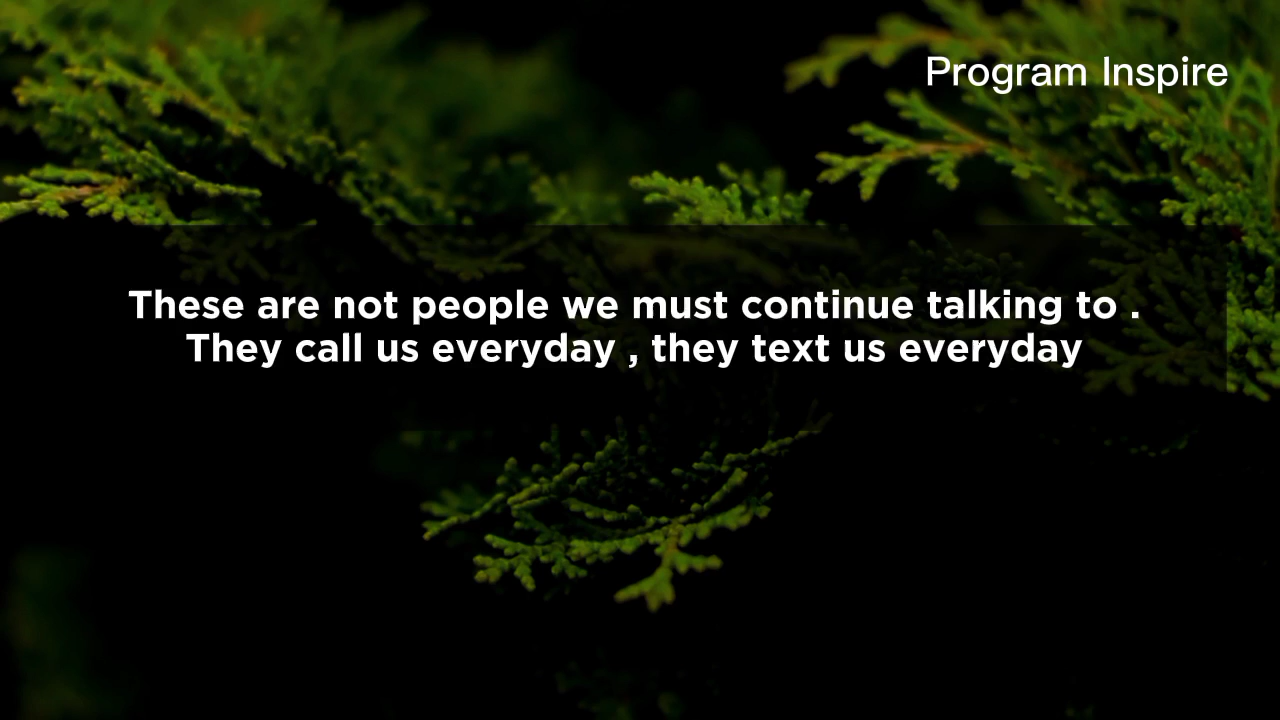 Program Inspire
These are not people we must continue talking to .
They call us everyday , they text us everyday